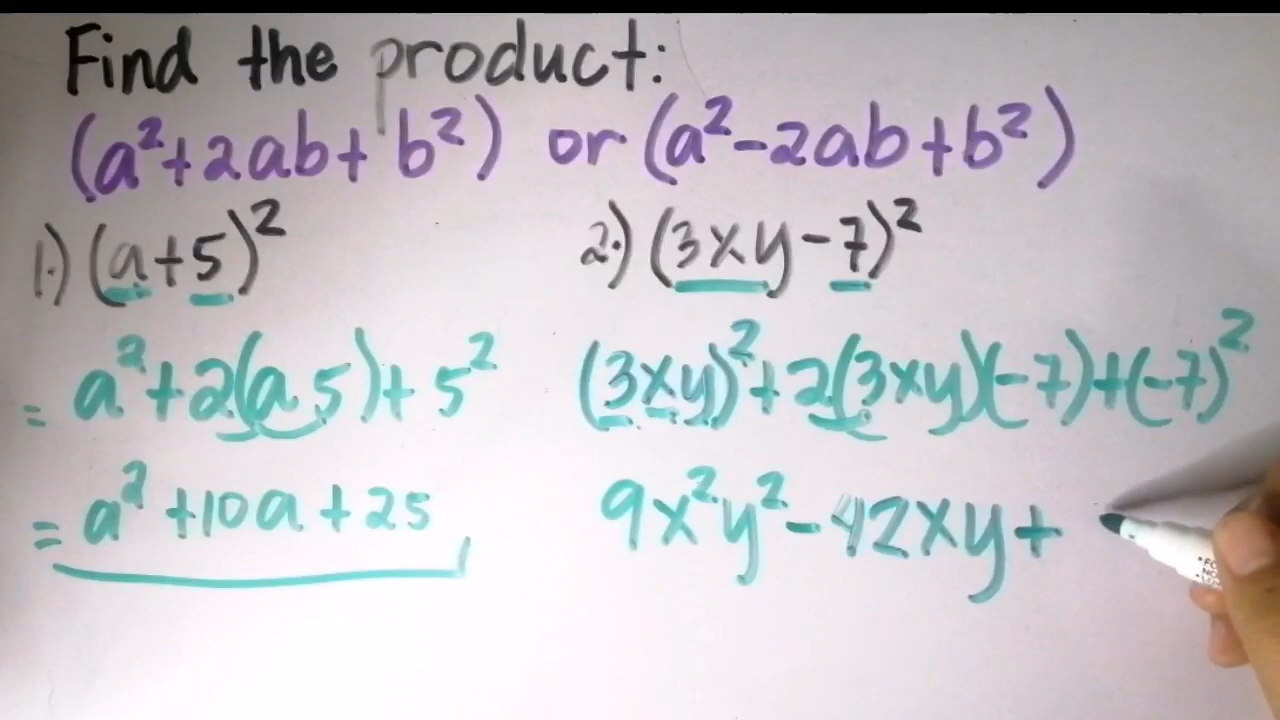 Find the product:
(a²+2ab+b²) or (a²-2ab+b²)
1.) (a+5)²
2.) (3xy-7)²
= a²+2(a5)+5²
(3xy)²+2(3xy)(-7)+(-7)²
= a²+10a+25
9x²y²-42xy+